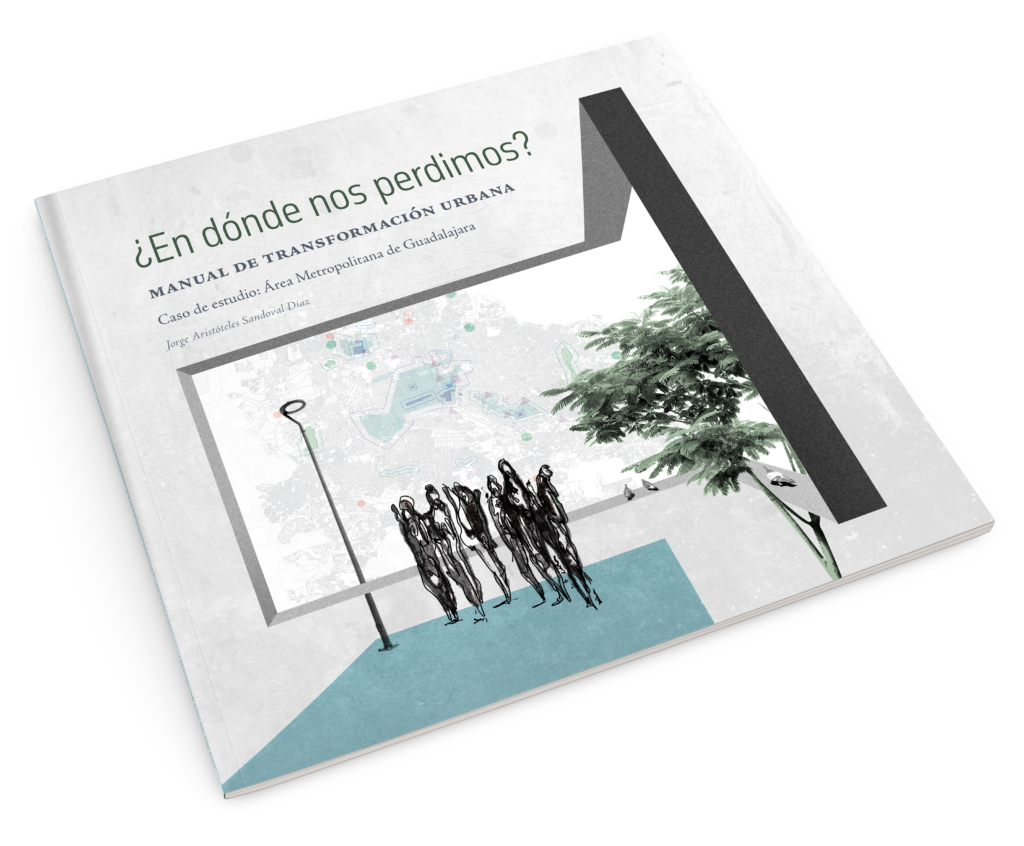 ¿En dónde nos perdimos?
MANUAL DE TRANSFORMACIÓN URBANA
Caso de estudio: Área Metropolitana de Guadalajara
Jorge Aristóteles Sandoval Díaz